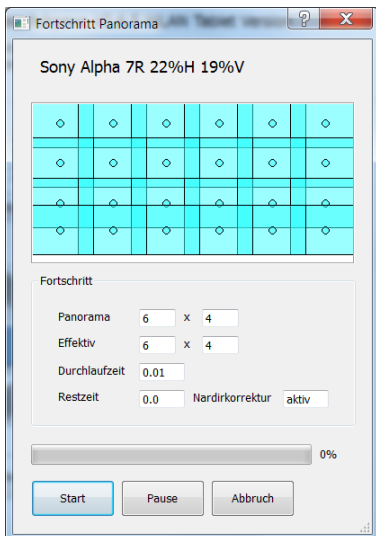 Fortschritt Panorama
Sony Alpha 7R 22%H 19%V
Fortschritt
Panorama 6 x 4
Effektiv 6 x 4
Durchlaufzeit 0.01
Restzeit 0.0 Nardirkorrektur aktiv
0%
Start Pause Abbruch